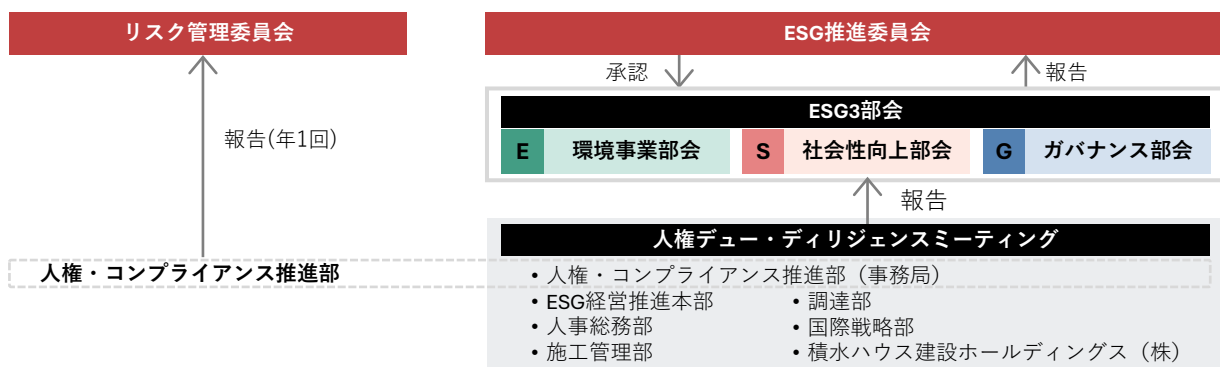 リスク管理委員会
ESG推進委員会
承認
報告
報告(年1回)
ESG3部会
E 環境事業部会
S 社会性向上部会
G ガバナンス部会
報告
人権デュー・ディリジェンスミーティング
人権・コンプライアンス推進部
• 人権・コンプライアンス推進部（事務局）
• ESG経営推進本部
• 人事総務部
• 施工管理部
• 調達部
• 国際戦略部
• 積水ハウス建設ホールディングス（株）